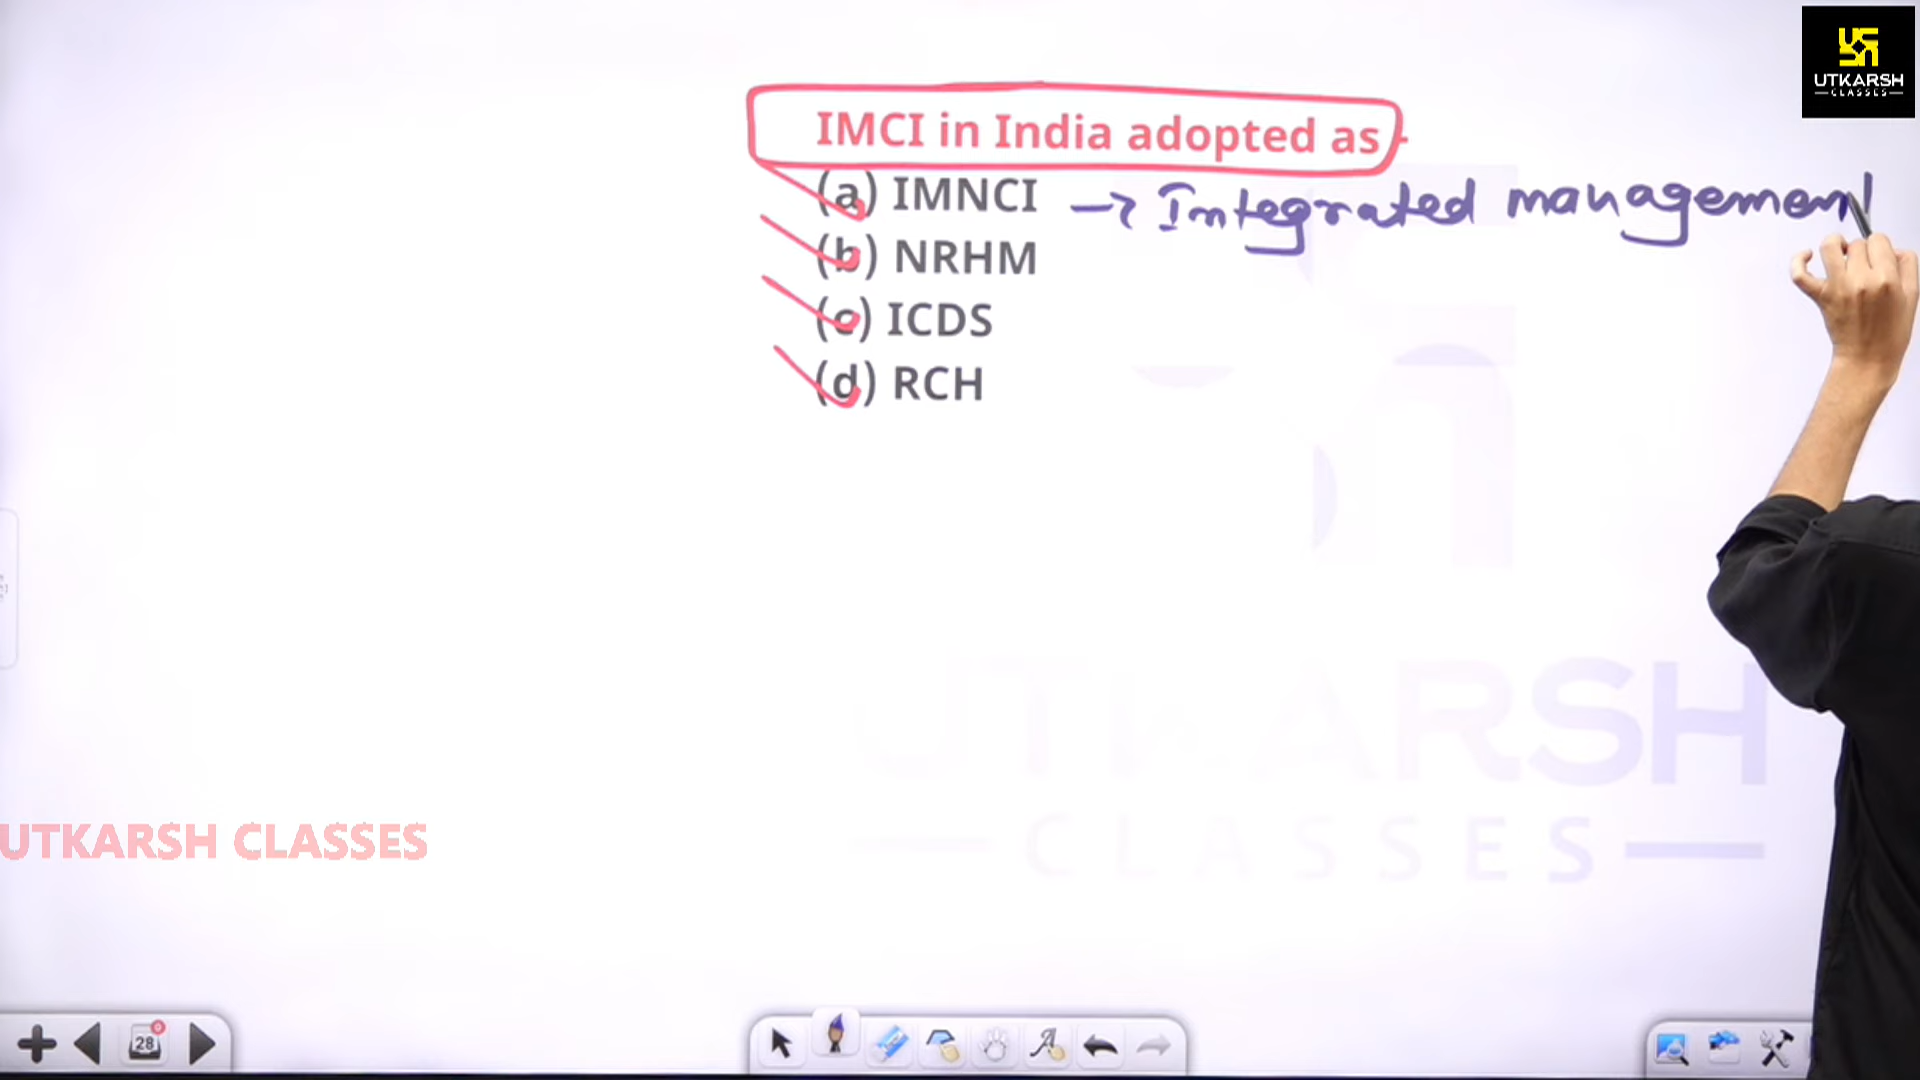 UTKARSH
CLASSES
IMCI in India adopted as
(a) IMNCI → Integrated management
(b) NRHM
(c) ICDS
(d) RCH
UTKARSH
CLASSES
UTKARSH CLASSES
28